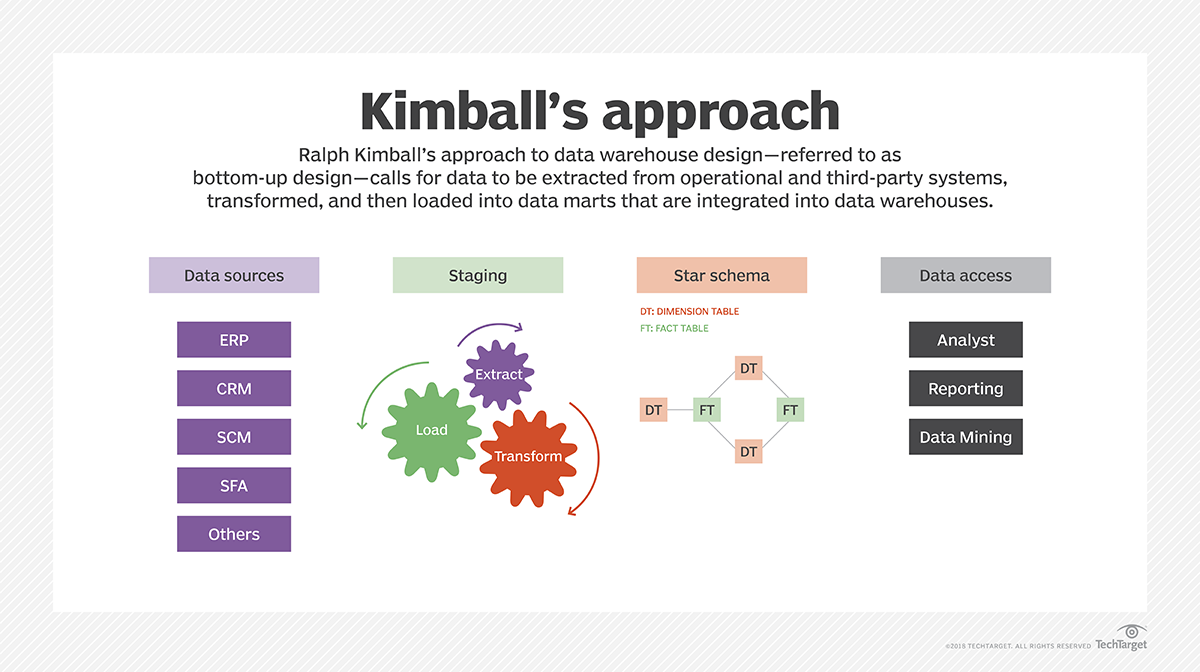 Kimball's approach
Ralph Kimball's approach to data warehouse design—referred to as
bottom-up design—calls for data to be extracted from operational and third-party systems,
transformed, and then loaded into data marts that are integrated into data warehouses.
Data sources
ERP
CRM
SCM
SFA
Others
Staging
Extract
Load
Transform
Star schema
DT: DIMENSION TABLE
FT: FACT TABLE
DT
DT
FT
FT
DT
Data access
Analyst
Reporting
Data Mining
©2018 TECHTARGET. ALL RIGHTS RESERVED
TechTarget